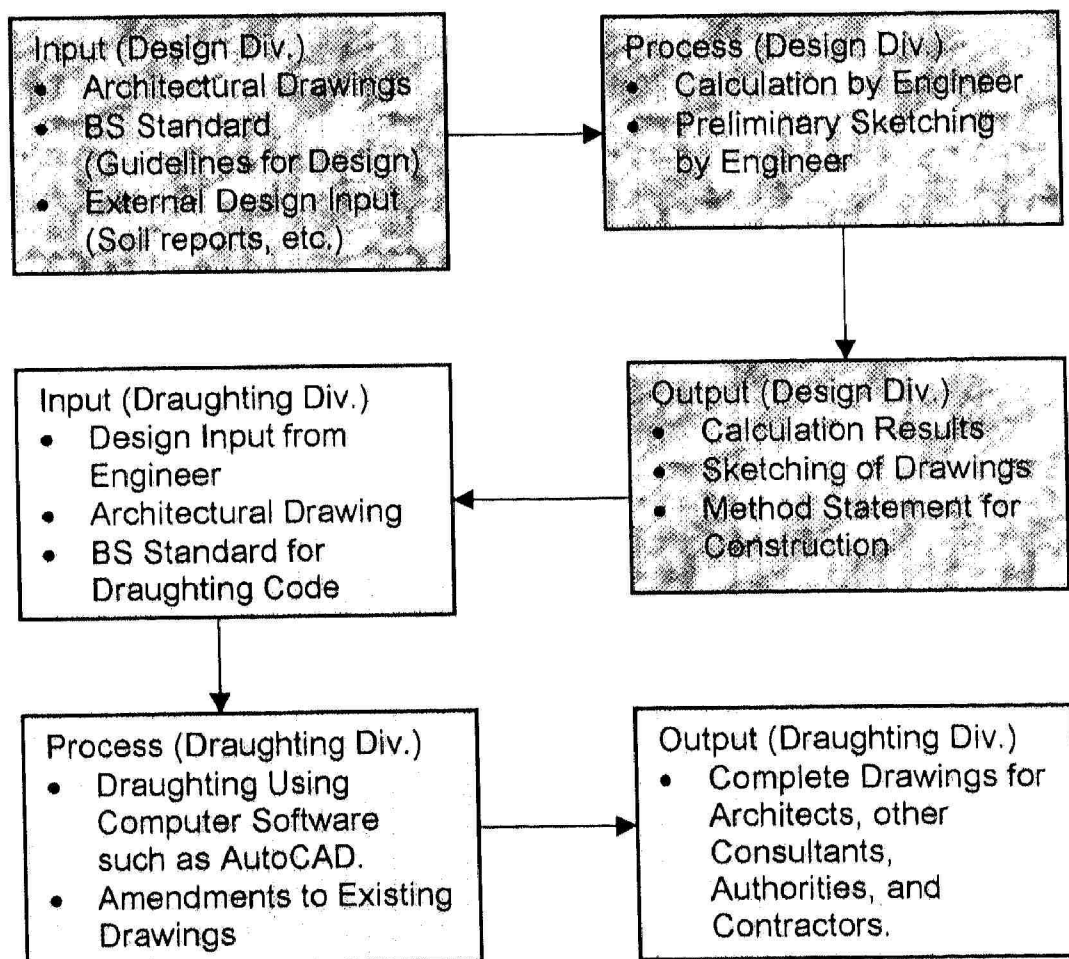 Input (Design Div.)
• Architectural Drawings
• BS Standard
(Guidelines for Design)
• External Design Input
(Soil reports, etc.)
Process (Design Div.)
• Calculation by Engineer
• Preliminary Sketching
by Engineer
Output (Design Div.)
• Calculation Results
• Sketching of Drawings
• Method Statement for
Construction
Input (Draughting Div.)
• Design Input from
Engineer
• Architectural Drawing
• BS Standard for
Draughting Code
Process (Draughting Div.)
• Draughting Using
Computer Software
such as AutoCAD.
• Amendments to Existing
Drawings
Output (Draughting Div.)
• Complete Drawings for
Architects, other
Consultants,
Authorities, and
Contractors.